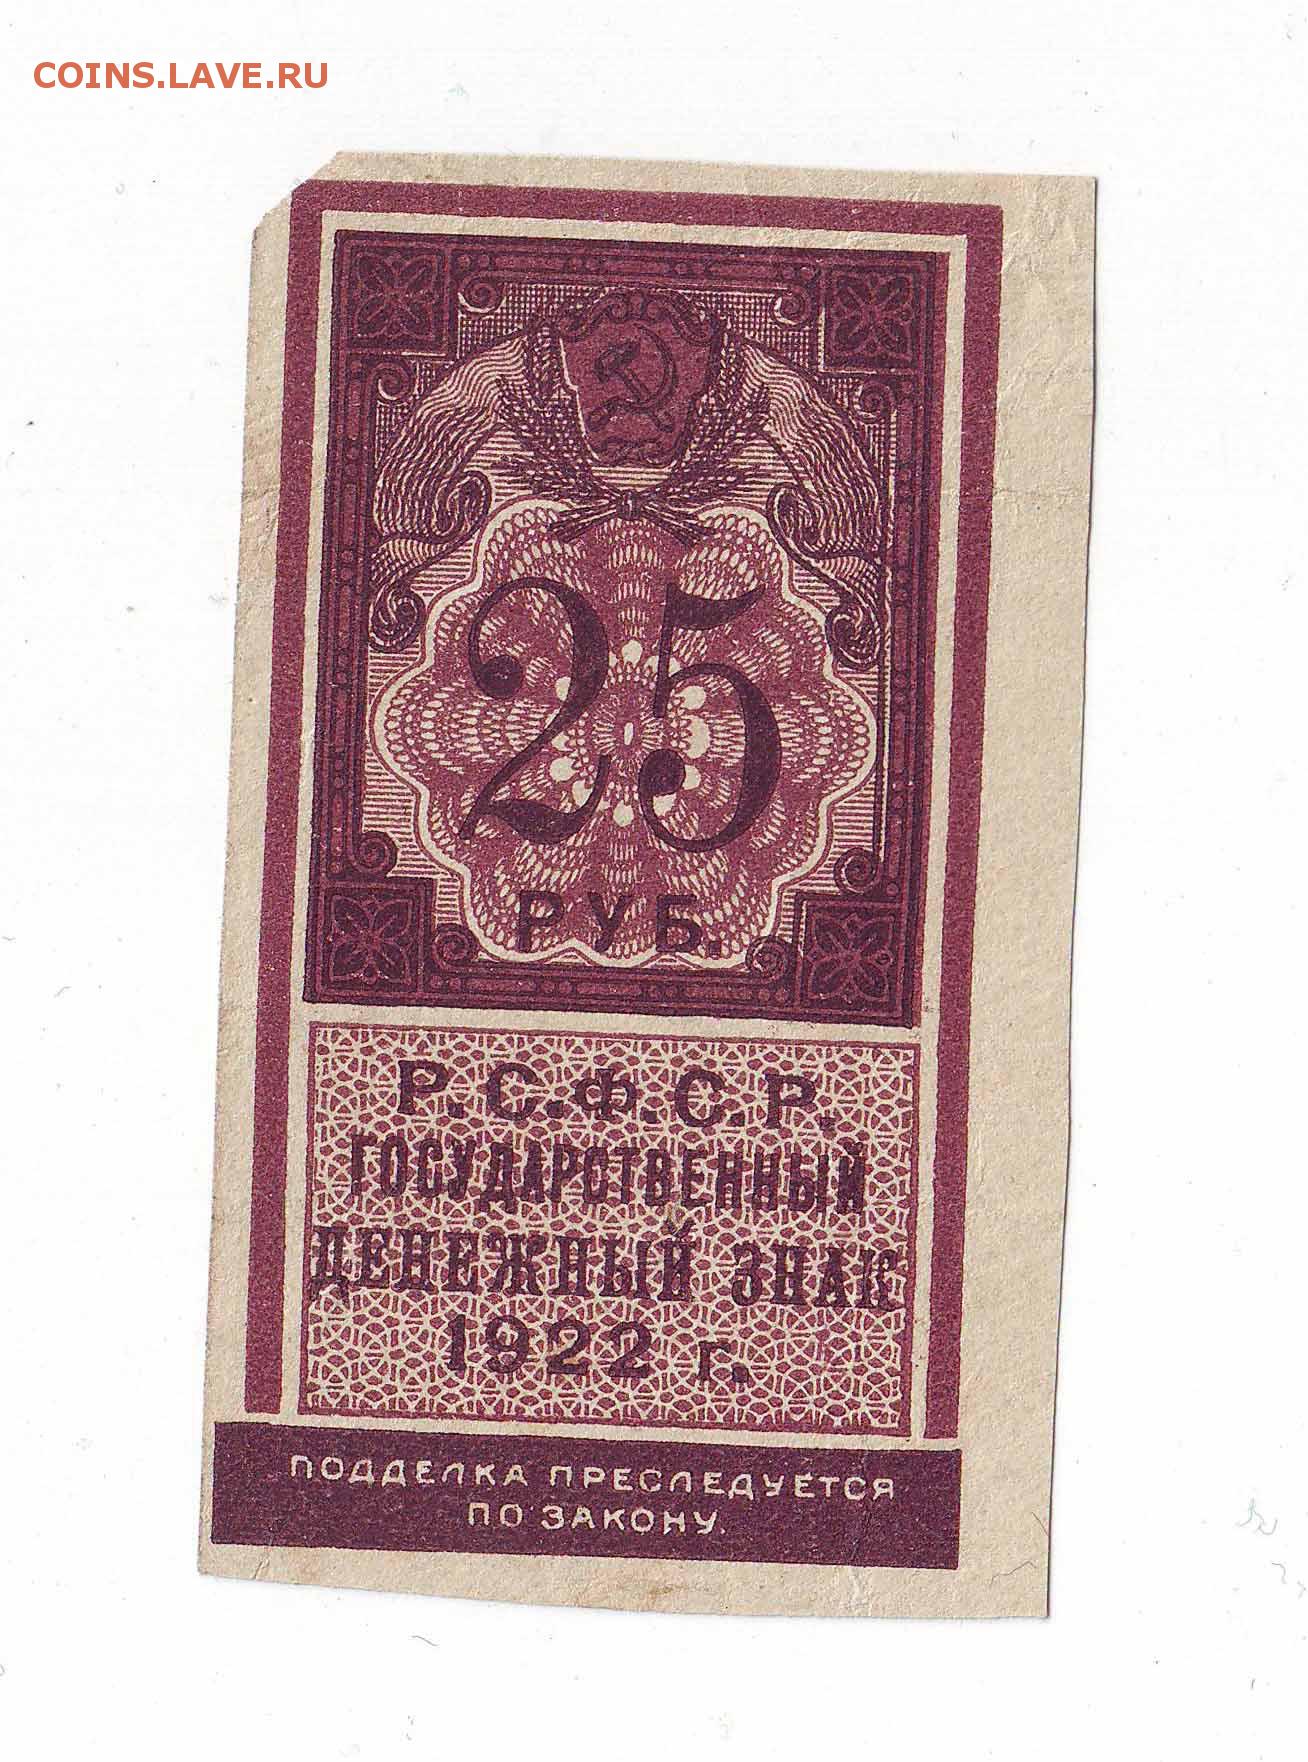 COINS.LAVE.RU
25
РУБ.
Р.С.Ф.С.Р.
ГОСУДАРСТВЕННЫЙ
ДЕНЕЖНЫЙ ЗНАК
1922 г.
ПОДДЕЛКА ПРЕСЛЕДУЕТСЯ
ПО ЗАКОНУ.